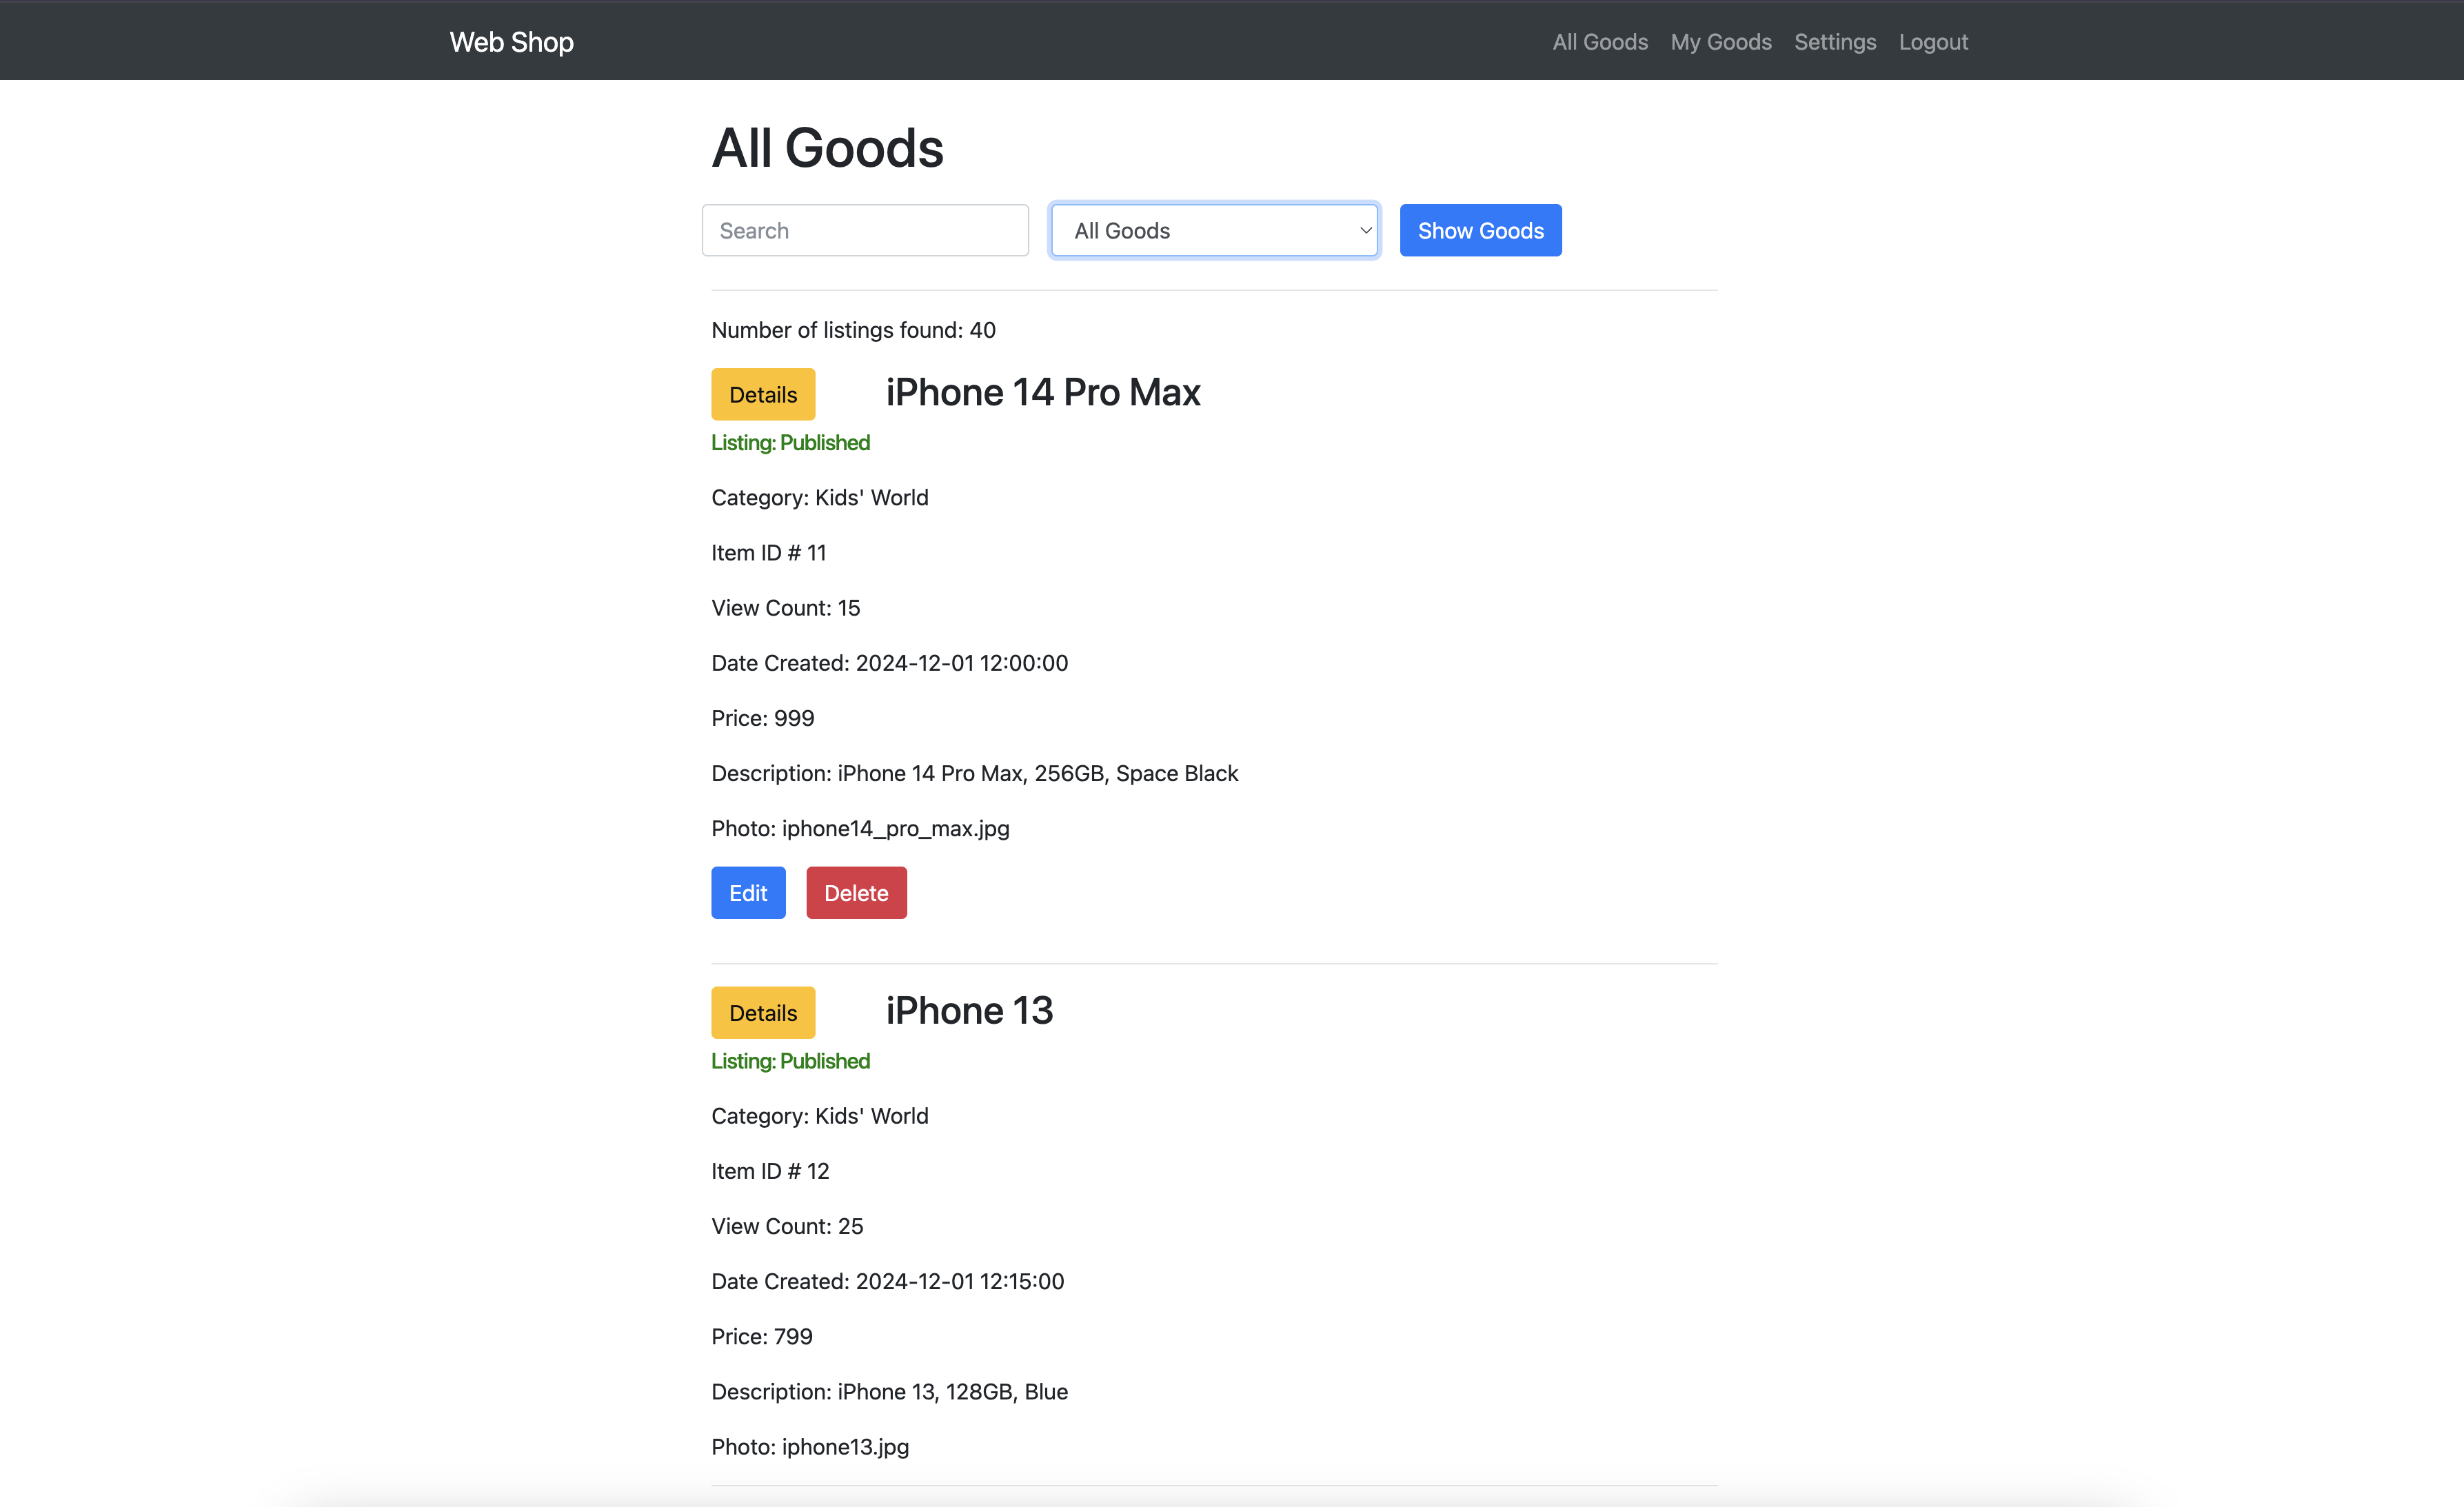 Web Shop All Goods My Goods Settings Logout
All Goods
Search All Goods Show Goods
Number of listings found: 40
Details iPhone 14 Pro Max
Listing: Published
Category: Kids' World
Item ID # 11
View Count: 15
Date Created: 2024-12-01 12:00:00
Price: 999
Description: iPhone 14 Pro Max, 256GB, Space Black
Photo: iphone14_pro_max.jpg
Edit Delete
Details iPhone 13
Listing: Published
Category: Kids' World
Item ID # 12
View Count: 25
Date Created: 2024-12-01 12:15:00
Price: 799
Description: iPhone 13, 128GB, Blue
Photo: iphone13.jpg